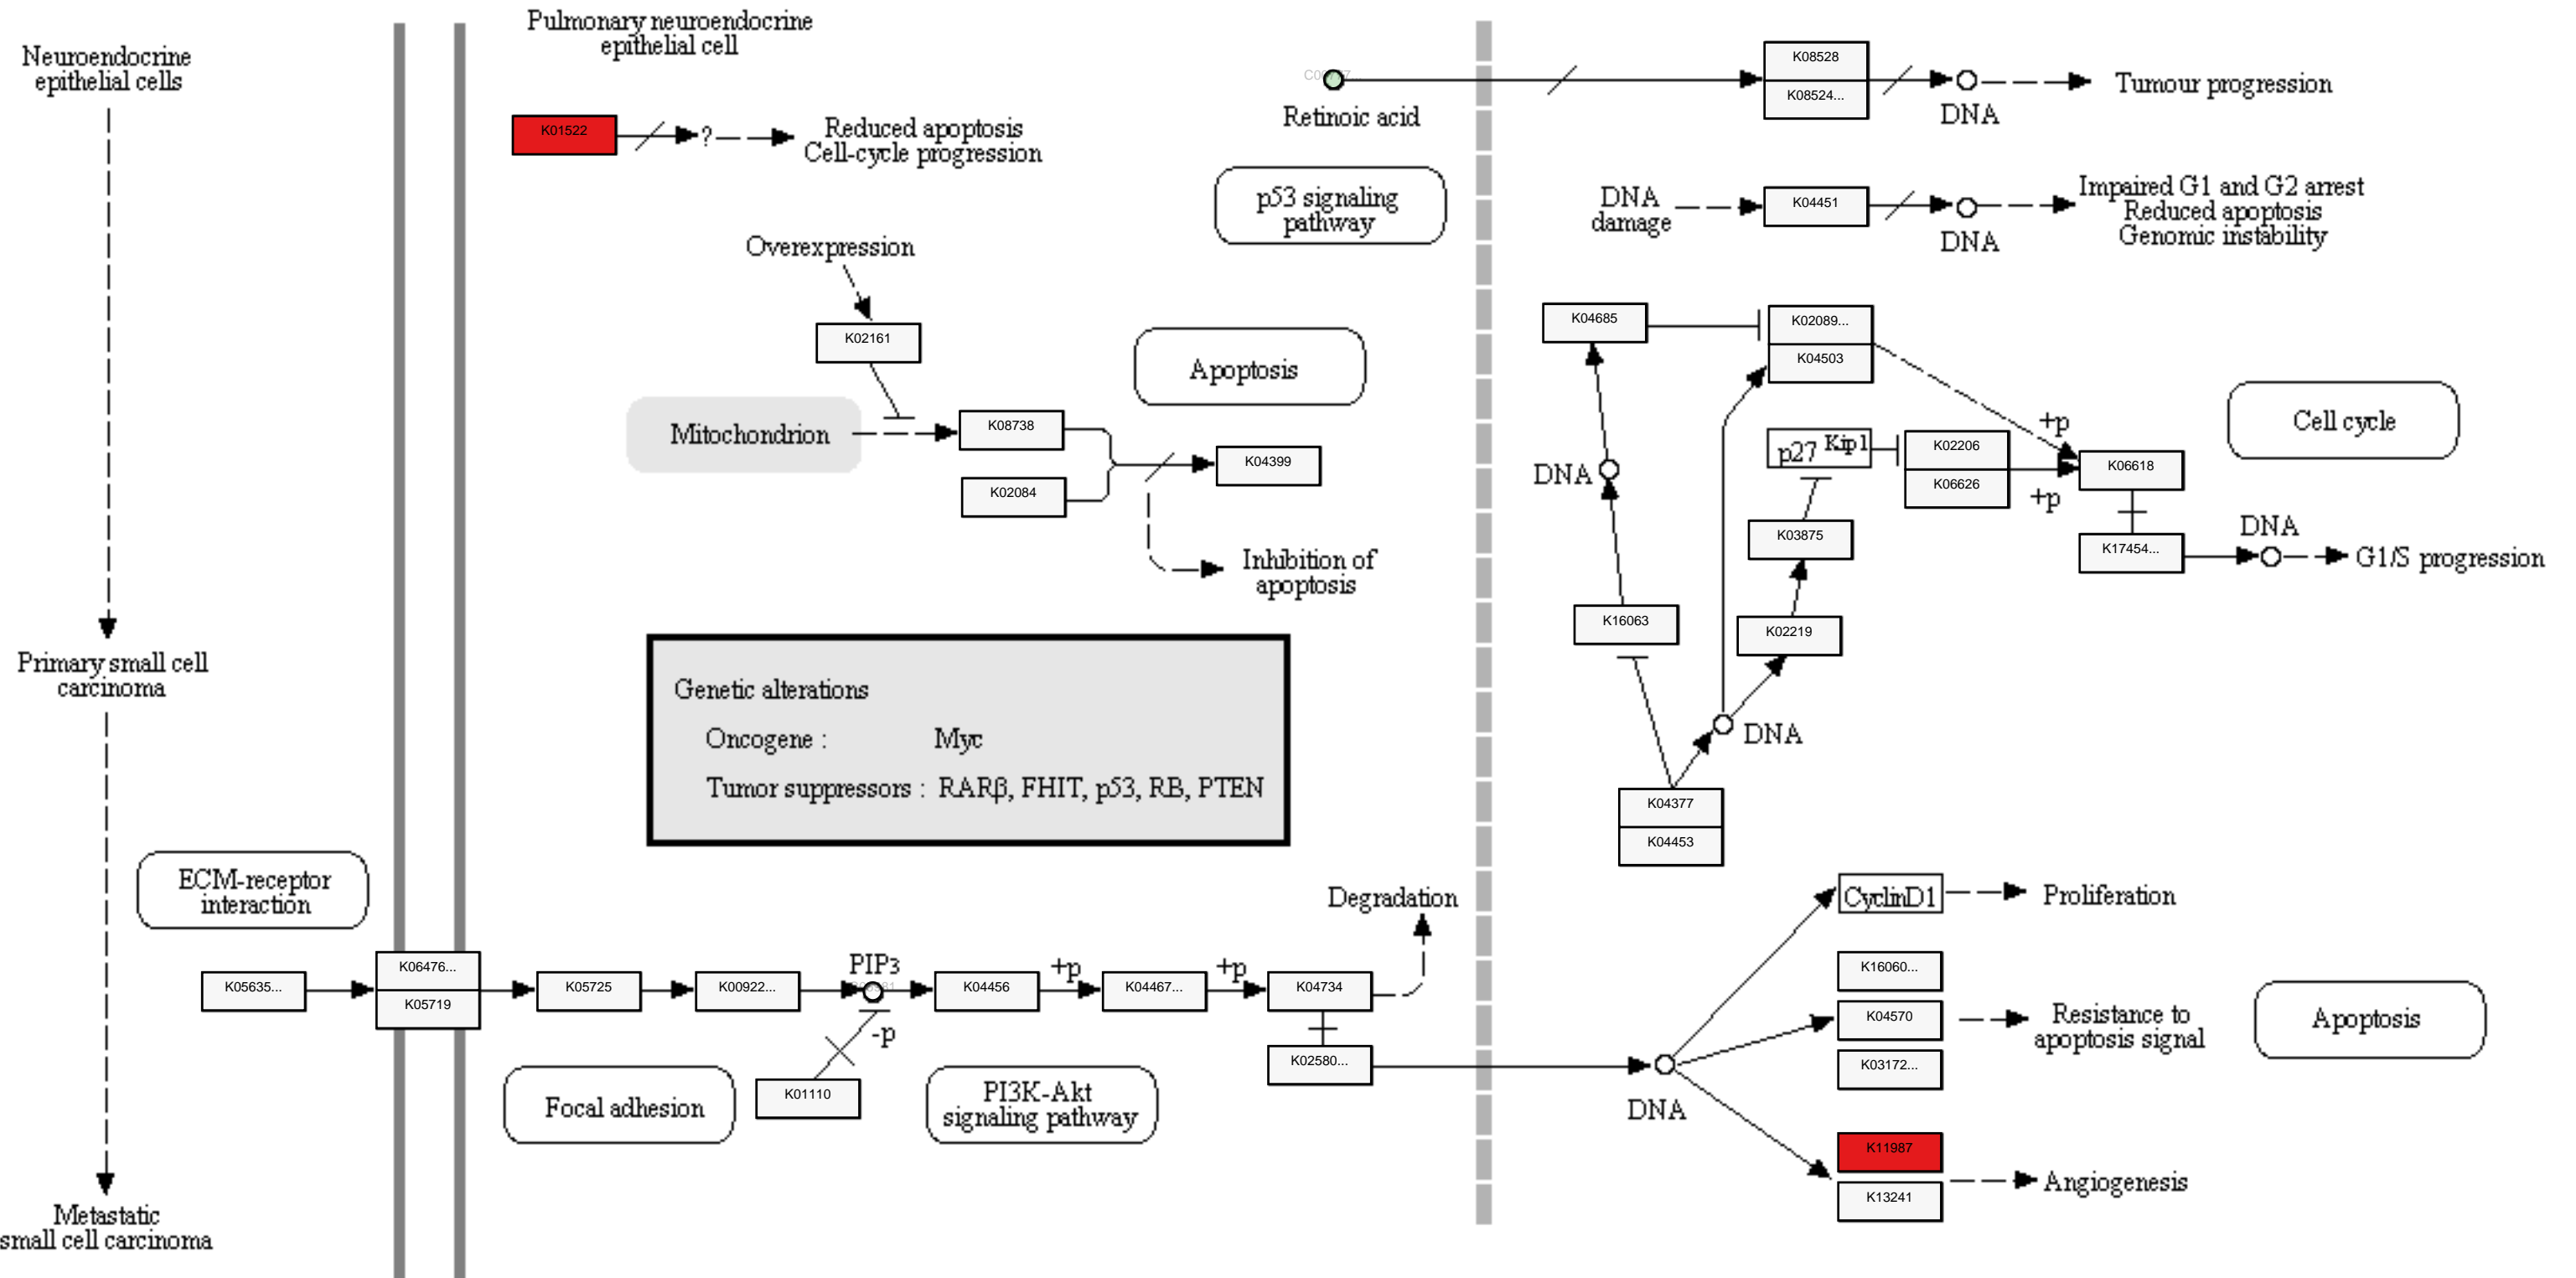 Pulmonary neuroendocrine
epithelial cell
Neuroendocrine
epithelial cells
K01522
?
Reduced apoptosis
Cell-cycle progression
Retinoic acid
K08528
K08524...
DNA
Tumour progression
p53 signaling
pathway
DNA
damage
K04451
DNA
Impaired G1 and G2 arrest
Reduced apoptosis
Genomic instability
Overexpression
K02161
Mitochondrion
K08738
K02084
K04399
Apoptosis
Inhibition of
apoptosis
K04685
K02089...
K04503
DNA
p27 Kip1
K02206
K06626
+p
+p
K06618
K17454...
Cell cycle
DNA
G1/S progression
K03875
K16063
K02219
DNA
K04377
K04453
Primary small cell
carcinoma
Genetic alterations
Oncogene : Myc
Tumor suppressors : RARβ, FHIT, p53, RB, PTEN
ECM-receptor
interaction
K05635...
K06476...
K05719
K05725
K00922...
PIP3
-p
K01110
K04456
+p
K04467...
+p
K04734
Degradation
K02580...
Focal adhesion
PI3K-Akt
signaling pathway
DNA
CyclinD1
Proliferation
K16060...
K04570
K03172...
Resistance to
apoptosis signal
Apoptosis
K11987
K13241
Angiogenesis
Metastatic
small cell carcinoma